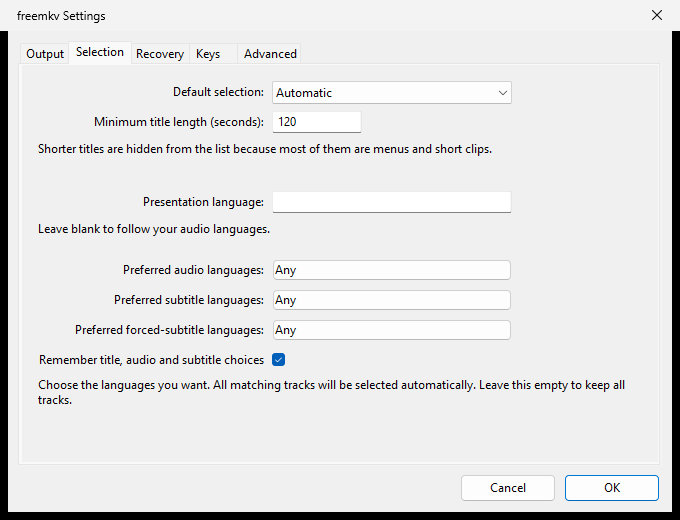 freemkv Settings
Output Selection Recovery Keys Advanced
Default selection: Automatic
Minimum title length (seconds): 120
Shorter titles are hidden from the list because most of them are menus and short clips.
Presentation language:
Leave blank to follow your audio languages.
Preferred audio languages: Any
Preferred subtitle languages: Any
Preferred forced-subtitle languages: Any
Remember title, audio and subtitle choices
Choose the languages you want. All matching tracks will be selected automatically. Leave this empty to keep all
tracks.
Cancel OK